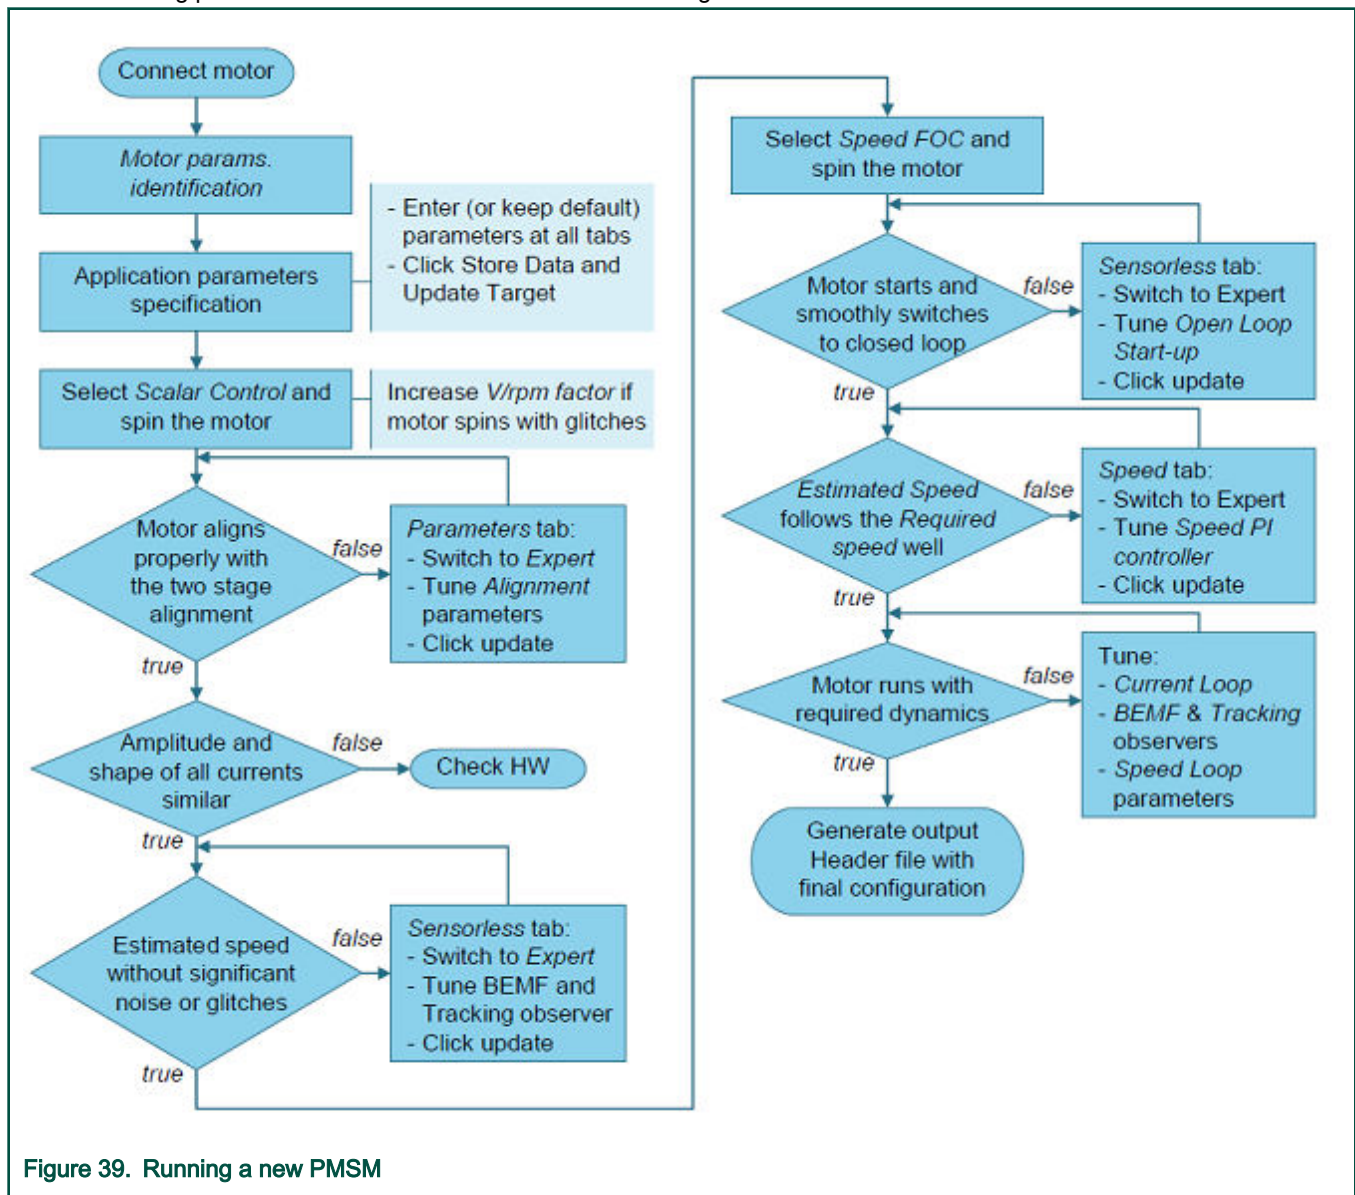 Connect motor
Motor params.
identification
Application parameters
specification
- Enter (or keep default)
parameters at all tabs
- Click Store Data and
Update Target
Select Scalar Control and
spin the motor
Increase V/rpm factor if
motor spins with glitches
Motor aligns
properly with
the two stage
alignment
false
true
Parameters tab:
- Switch to Expert
- Tune Alignment
parameters
- Click update
Amplitude and
shape of all currents
similar
false
true
Check HW
Estimated speed
without significant
noise or glitches
false
true
Sensorless tab:
- Switch to Expert
- Tune BEMF and
Tracking observer
- Click update
Select Speed FOC and
spin the motor
Motor starts and
smoothly switches
to closed loop
false
true
Sensorless tab:
- Switch to Expert
- Tune Open Loop
Start-up
- Click update
Estimated Speed
follows the Required
speed well
false
true
Speed tab:
- Switch to Expert
- Tune Speed PI
controller
- Click update
Motor runs with
required dynamics
false
true
Tune:
- Current Loop
- BEMF & Tracking
observers
- Speed Loop
parameters
Generate output
Header file with
final configuration
Figure 39. Running a new PMSM